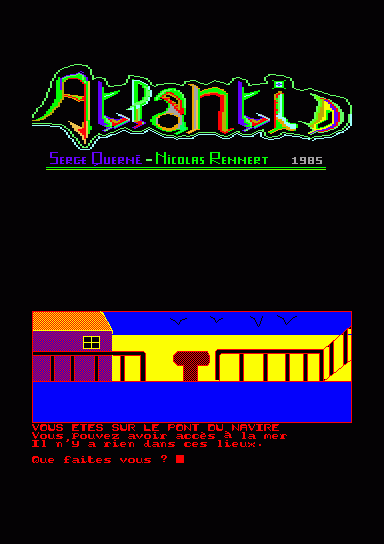 Atlantis
Serge Querné - Nicolas Rennert 1985
VOUS ETES SUR LE PONT DU NAVIRE
Vous pouvez avoir accès à la mer
Il n'y a rien dans ces lieux.
Que faites vous ?